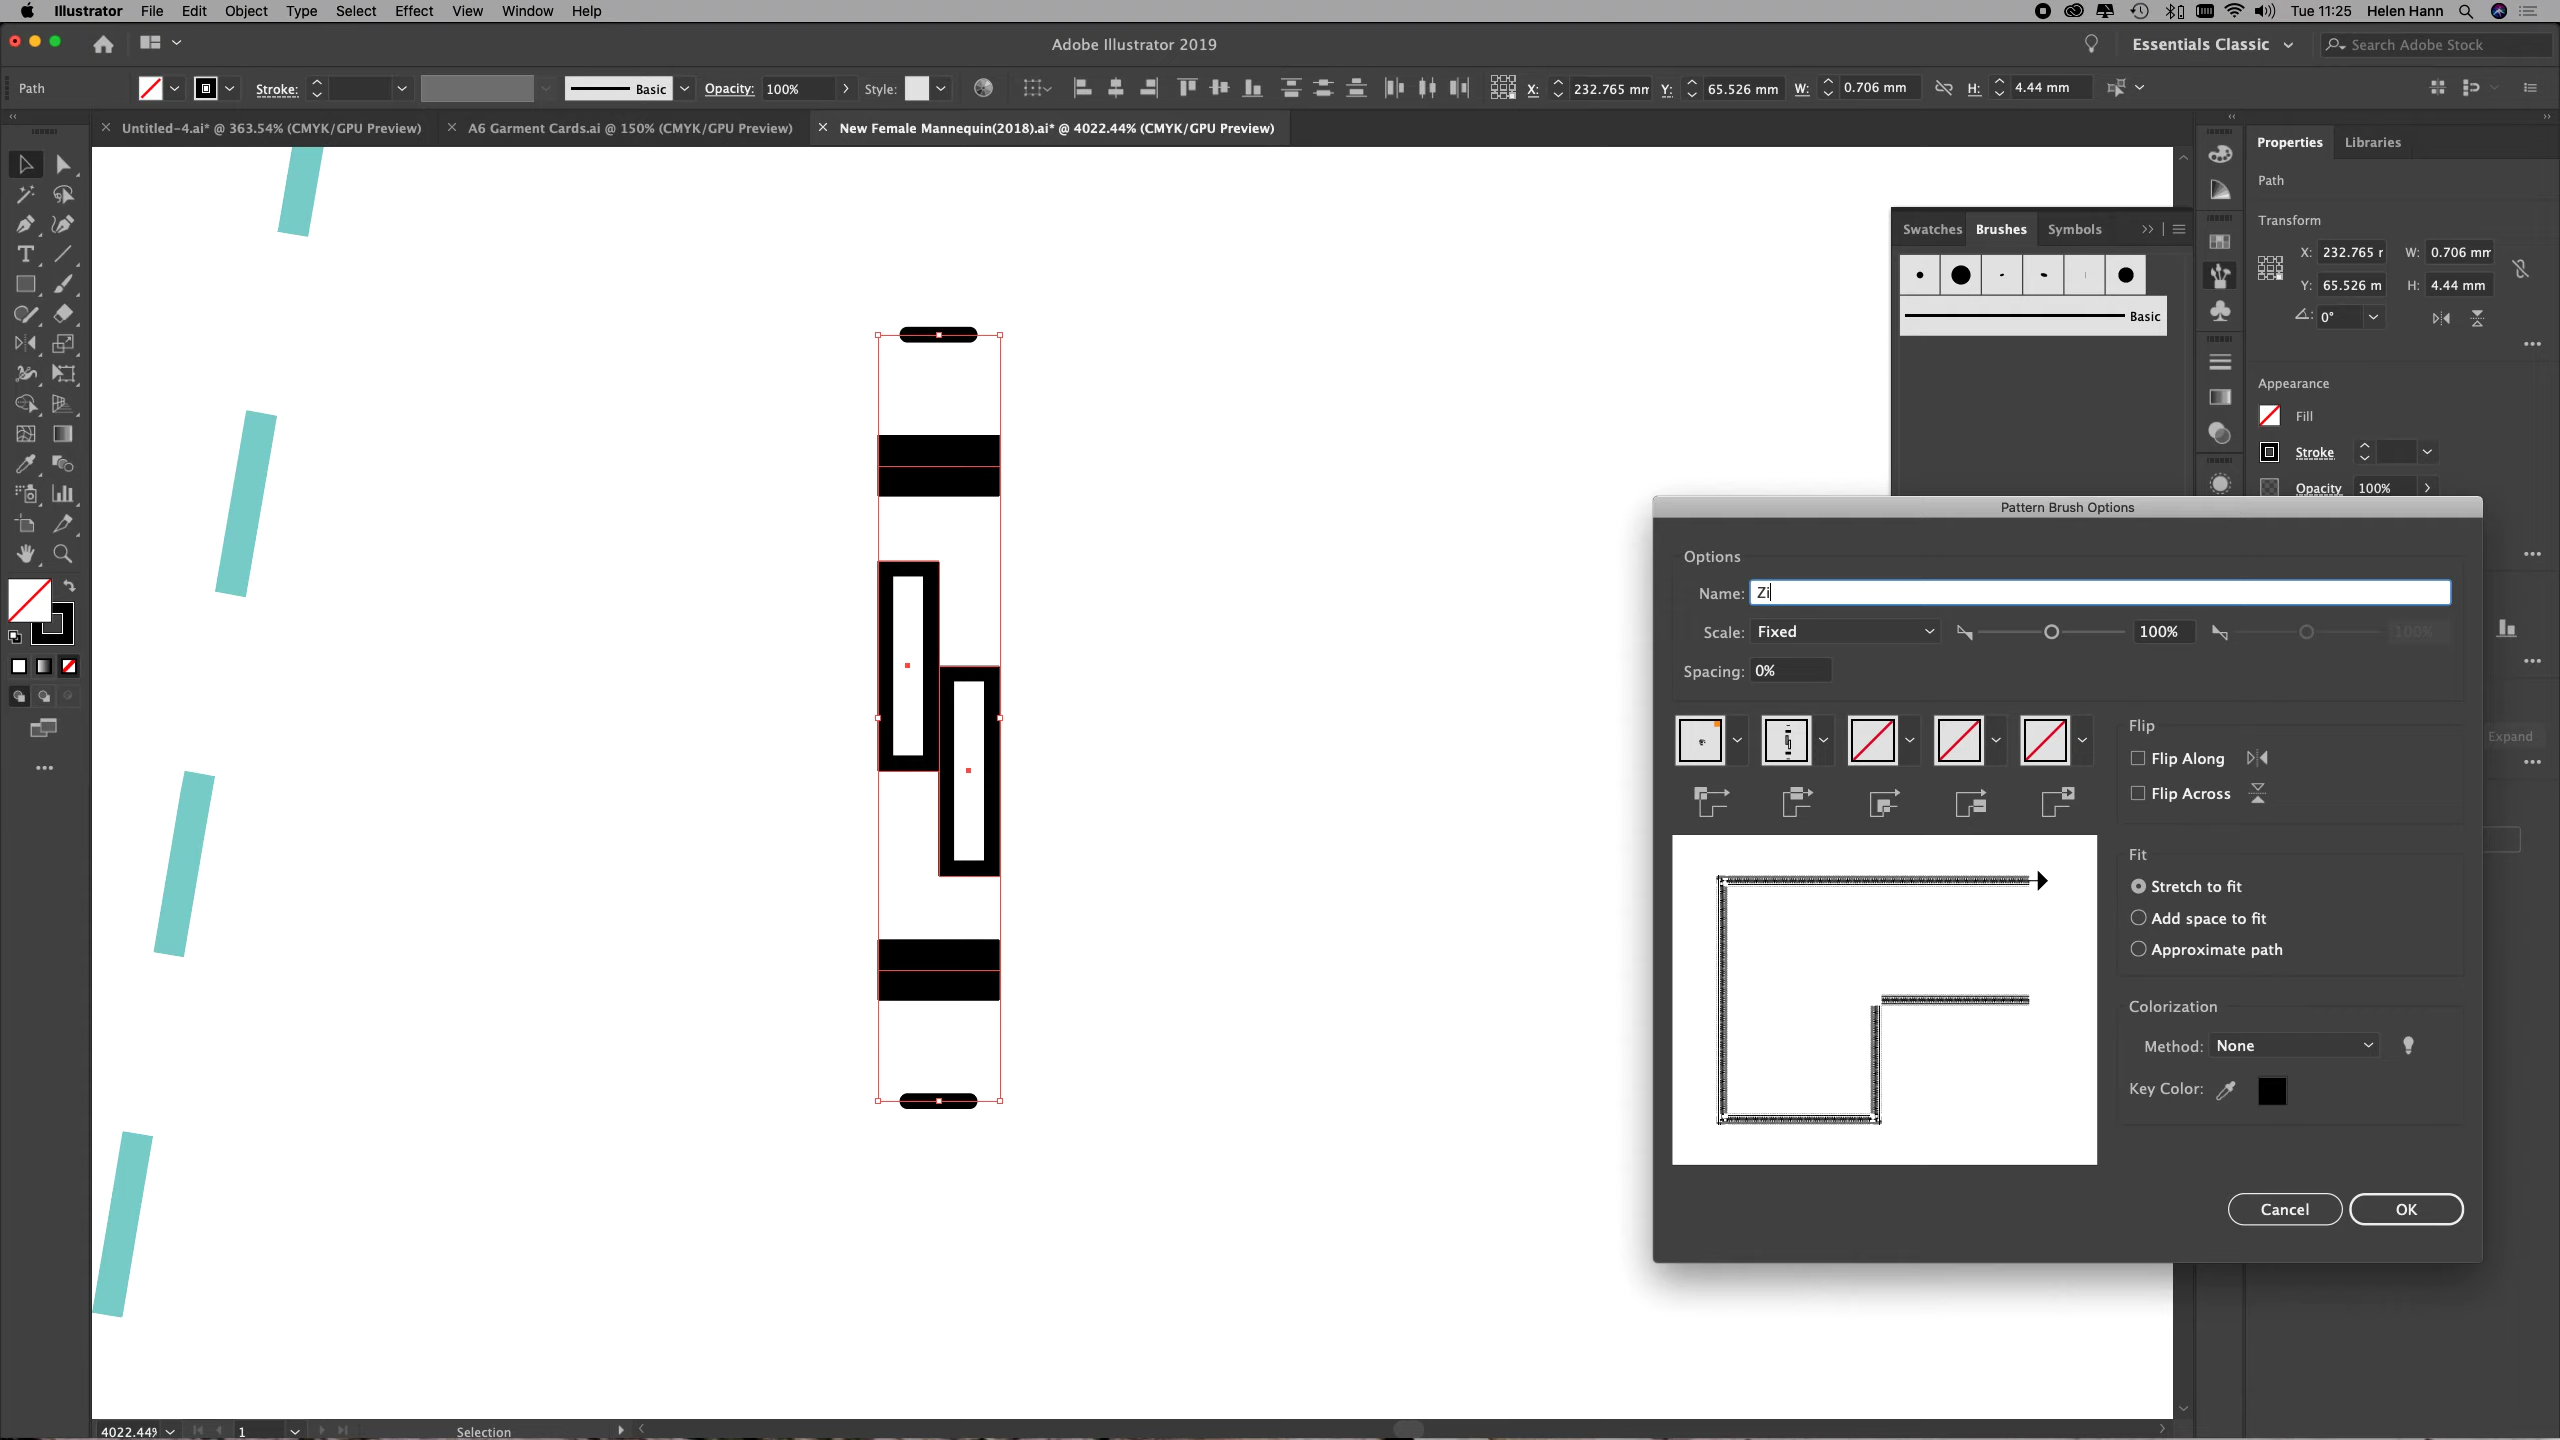 Illustrator File Edit Object Type Select Effect View Window Help Tue 11:25 Helen Hann
Adobe Illustrator 2019 Essentials Classic Search Adobe Stock
Path Stroke: Basic Opacity: 100% Style: X: 232.765 mm Y: 65.526 mm W: 0.706 mm H: 4.44 mm
Untitled-4.ai* @ 363.54% (CMYK/GPU Preview) A6 Garment Cards.ai @ 150% (CMYK/GPU Preview) New Female Mannequin(2018).ai* @ 4022.44% (CMYK/GPU Preview)
Properties Libraries
Path
Transform
X: 232.765 r W: 0.706 mm
Y: 65.526 m H: 4.44 mm
0°
Appearance
Fill
Stroke
Opacity 100%
Swatches Brushes Symbols
Basic
Pattern Brush Options
Options
Name: Zi
Scale: Fixed 100% 100%
Spacing: 0%
Flip
Flip Along
Flip Across
Expand
Fit
Stretch to fit
Add space to fit
Approximate path
Colorization
Method: None
Key Color:
Cancel OK
4022.44% 1 Selection